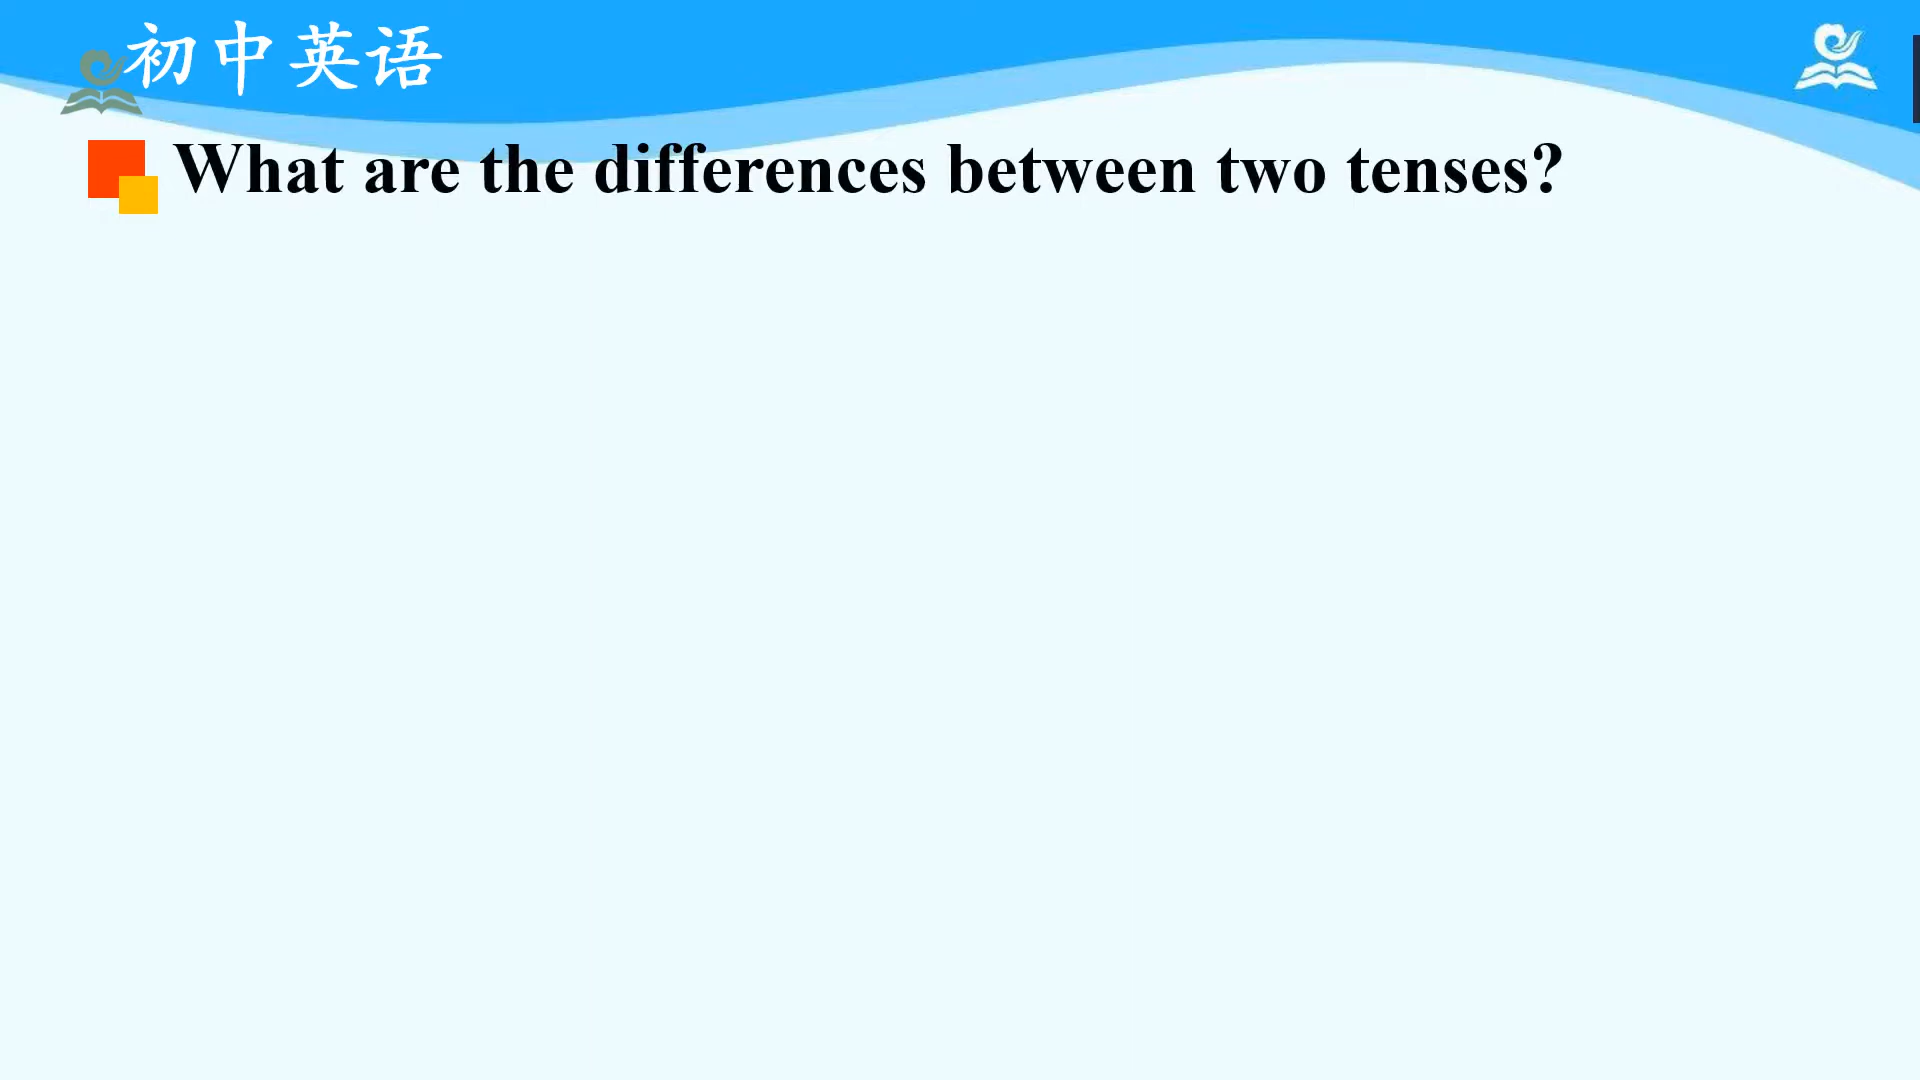 初中英语
What are the differences between two tenses?